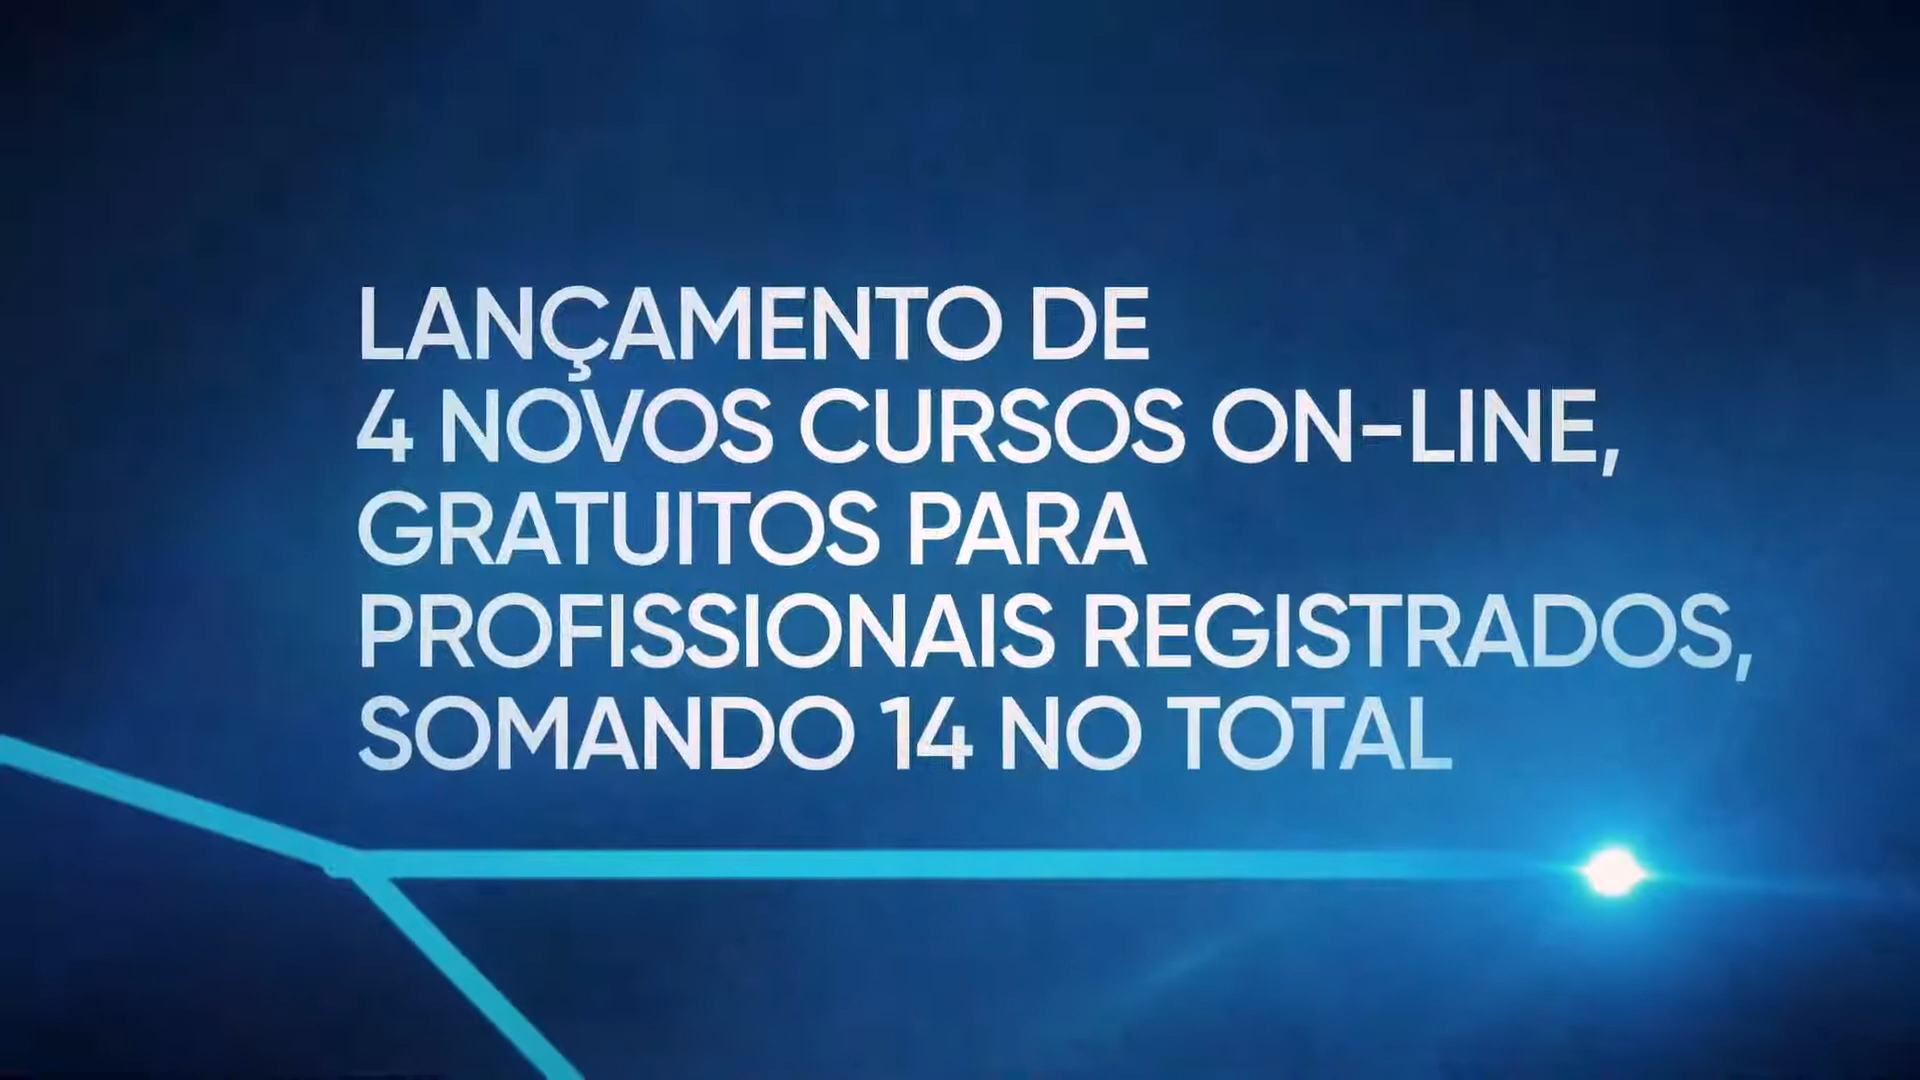 LANÇAMENTO DE
4 NOVOS CURSOS ON-LINE,
GRATUITOS PARA
PROFISSIONAIS REGISTRADOS,
SOMANDO 14 NO TOTAL